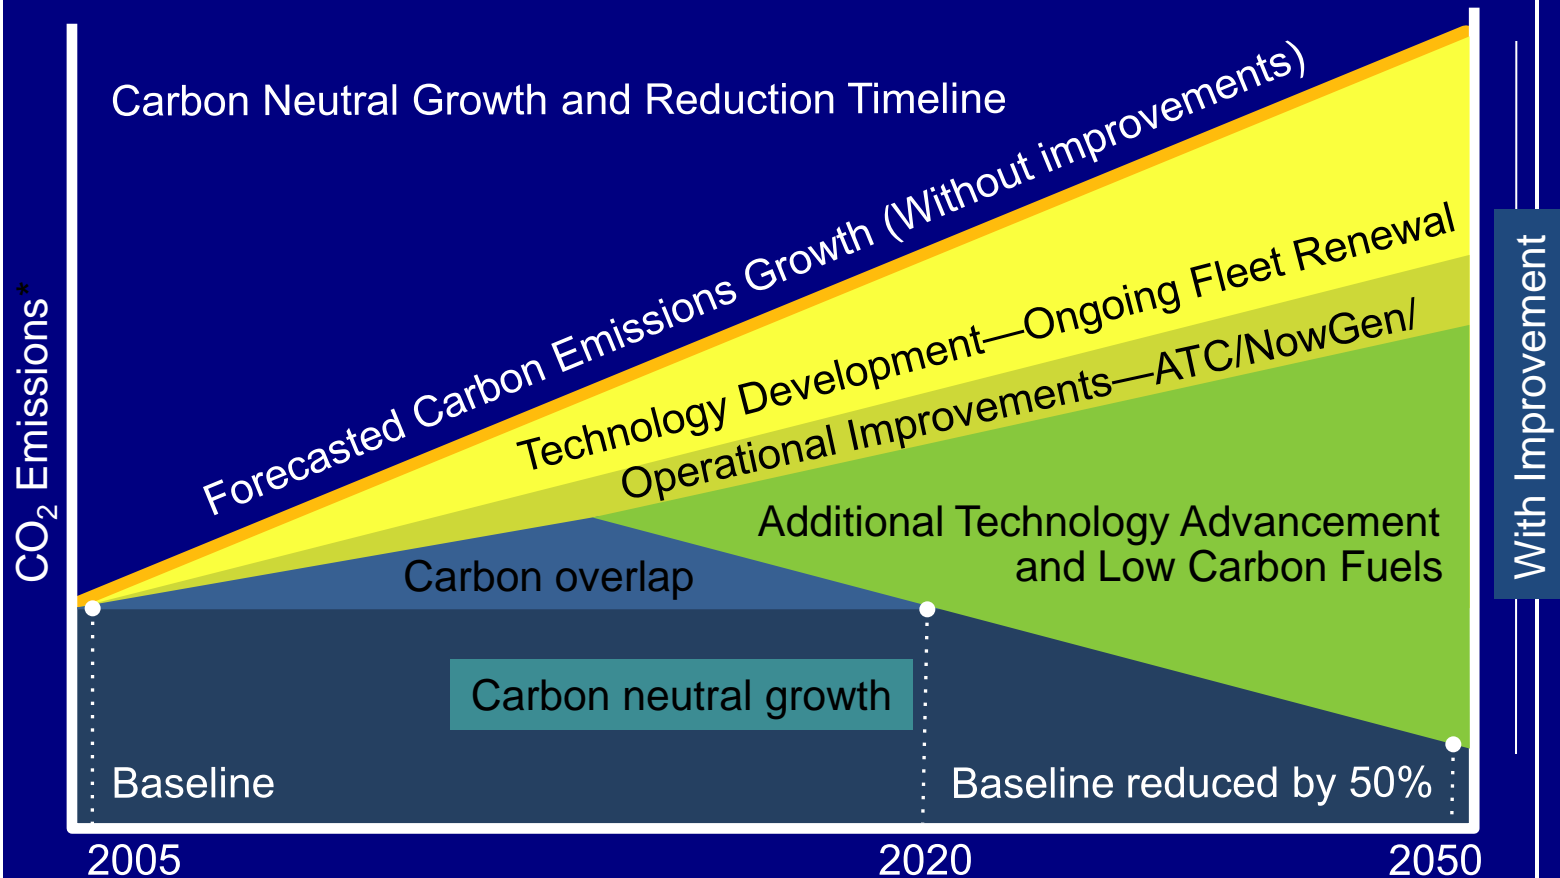 Carbon Neutral Growth and Reduction Timeline
Forecasted Carbon Emissions Growth (Without improvements)
Technology Development—Ongoing Fleet Renewal
Operational Improvements—ATC/NowGen/
Additional Technology Advancement
and Low Carbon Fuels
Carbon overlap
Carbon neutral growth
Baseline
Baseline reduced by 50%
CO₂ Emissions*
With Improvement
2005 2020 2050